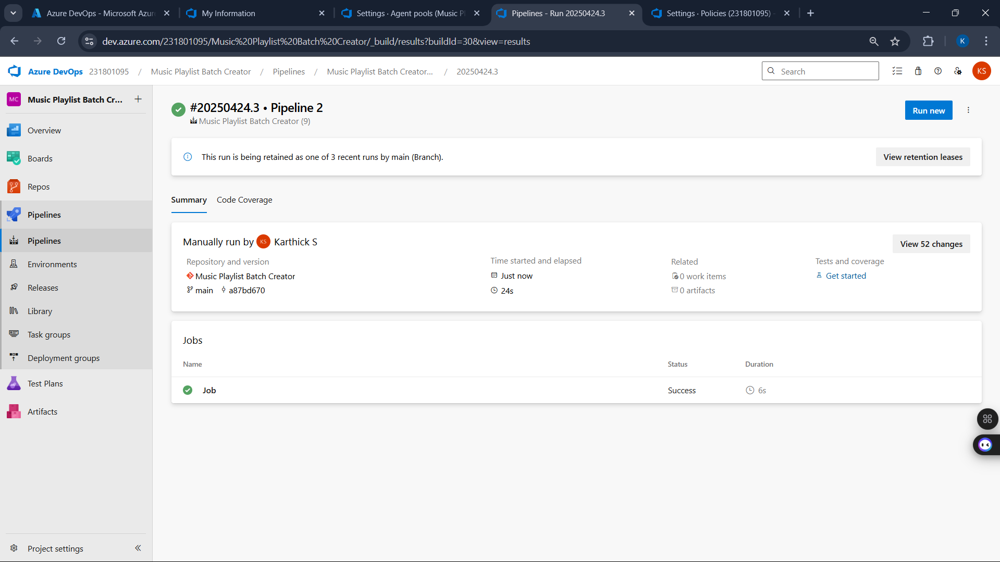 Azure DevOps - Microsoft Azur
My Information
Settings · Agent pools (Music Pl
Pipelines - Run 20250424.3
Settings · Policies (231801095) -
dev.azure.com/231801095/Music%20Playlist%20Batch%20Creator/_build/results?buildId=30&view=results
K
Azure DevOps 231801095 / Music Playlist Batch Creator / Pipelines / Music Playlist Batch Creator... / 20250424.3
Search
KS
MC Music Playlist Batch Cr...
Overview
Boards
Repos
Pipelines
Pipelines
Environments
Releases
Library
Task groups
Deployment groups
Test Plans
Artifacts
Project settings
#20250424.3 • Pipeline 2
Music Playlist Batch Creator (9)
Run new
This run is being retained as one of 3 recent runs by main (Branch).
View retention leases
Summary
Code Coverage
Manually run by KS Karthick S
View 52 changes
Repository and version
Music Playlist Batch Creator
main a87bd670
Time started and elapsed
Just now
24s
Related
0 work items
0 artifacts
Tests and coverage
Get started
Jobs
Name Status Duration
Job Success 6s